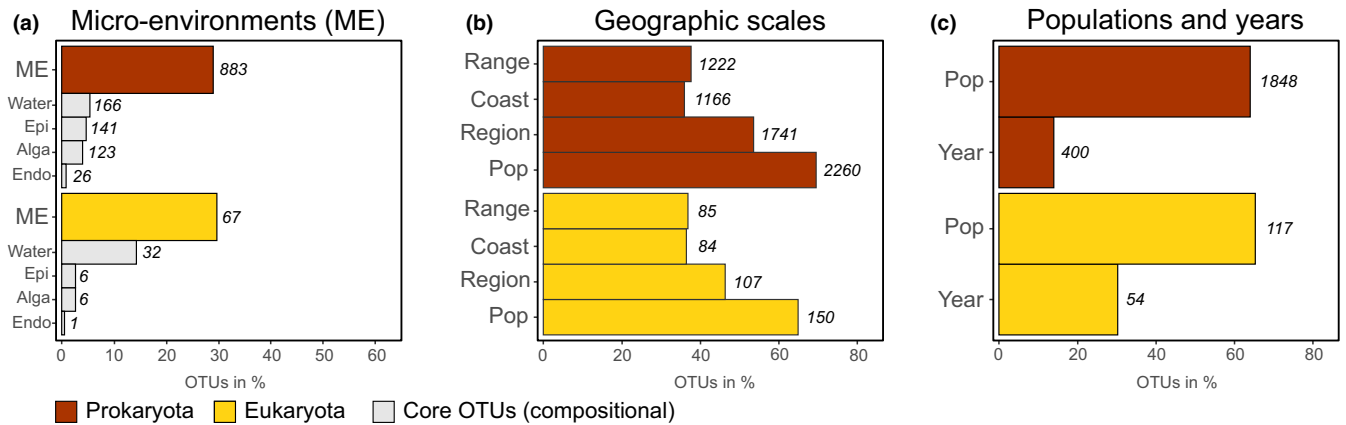 (a) Micro-environments (ME)
ME 883
Water 166
Epi 141
Alga 123
Endo 26
ME 67
Water 32
Epi 6
Alga 6
Endo 1
0 10 20 30 40 50 60
OTUs in %
(b) Geographic scales
Range 1222
Coast 1166
Region 1741
Pop 2260
Range 85
Coast 84
Region 107
Pop 150
0 20 40 60 80
OTUs in %
(c) Populations and years
Pop 1848
Year 400
Pop 117
Year 54
0 20 40 60 80
OTUs in %
Prokaryota Eukaryota Core OTUs (compositional)